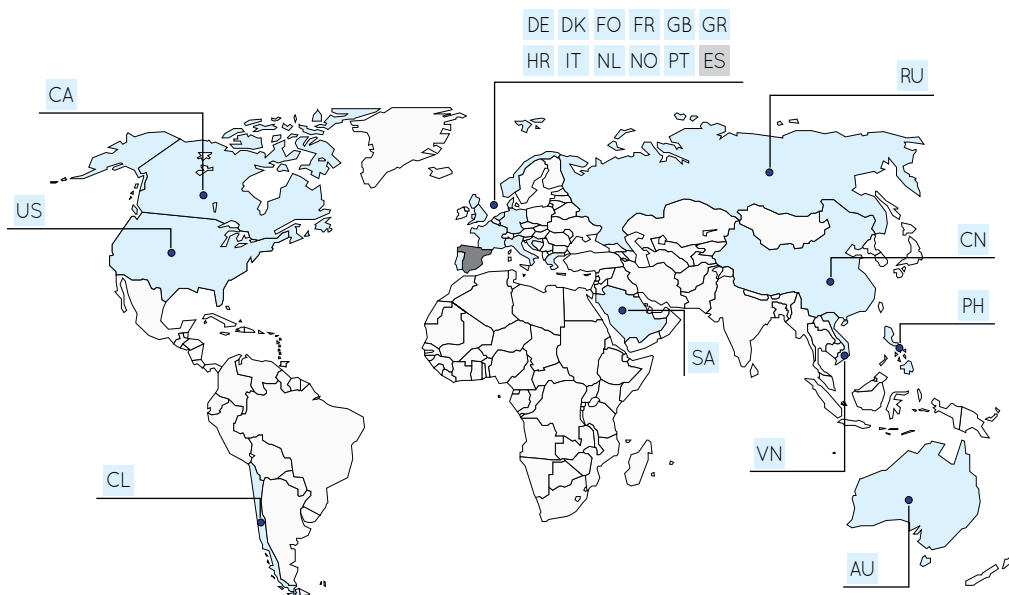 DE DK FO FR GB GR
HR IT NL NO PT ES
RU
CA
US
CN
PH
SA
VN
CL
AU